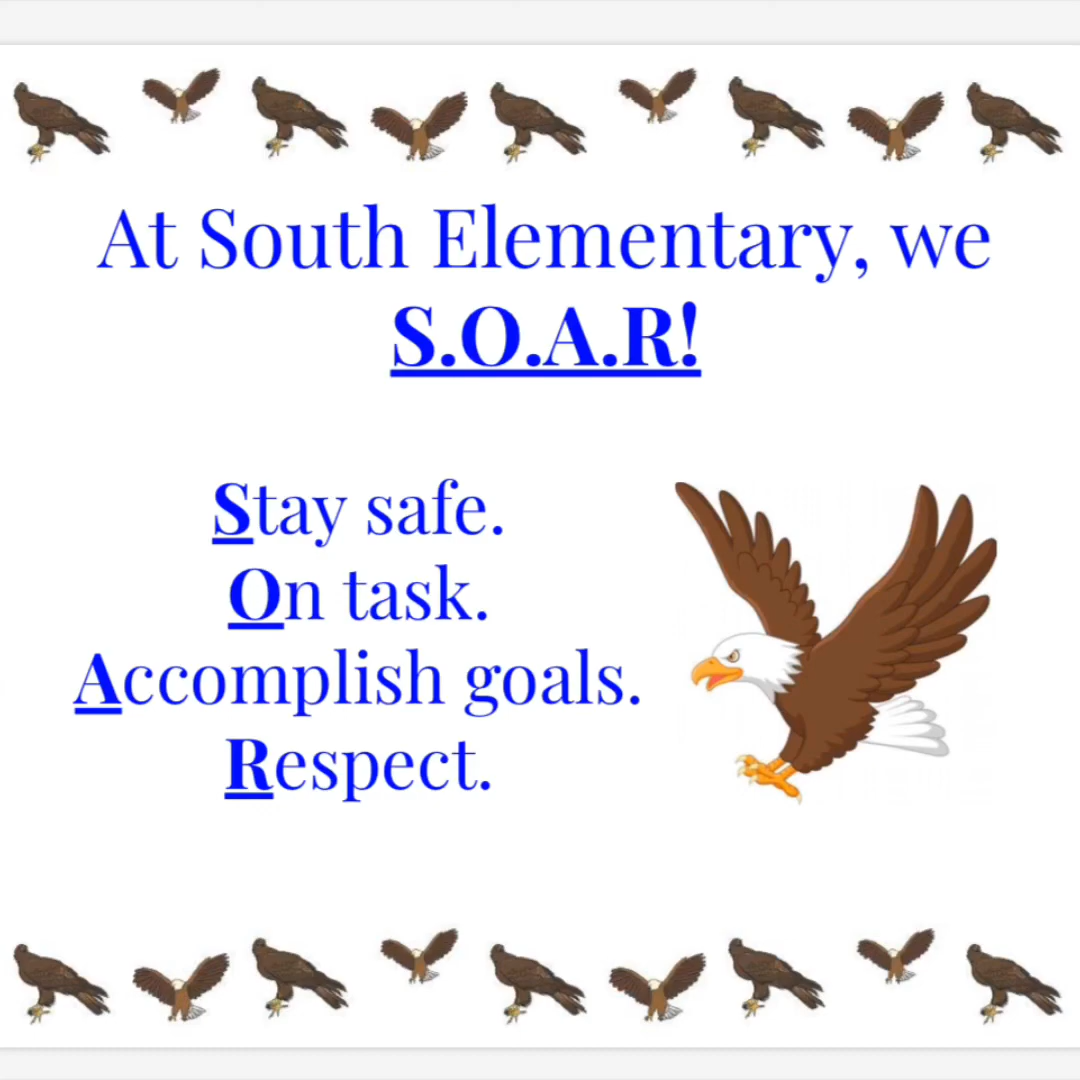 At South Elementary, we
S.O.A.R!
Stay safe.
On task.
Accomplish goals.
Respect.